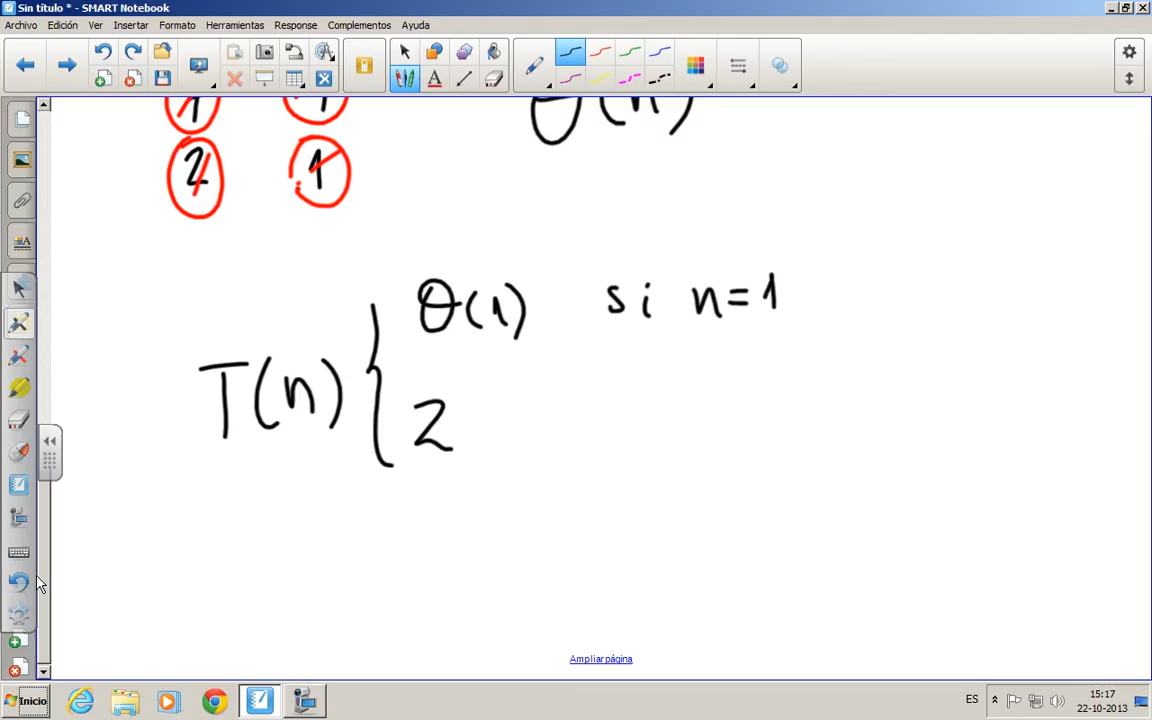 Sin título * - SMART Notebook
Archivo Edición Ver Insertar Formato Herramientas Response Complementos Ayuda
Θ(n)
2 1
Θ(1) si n=1
T(n)
2
Ampliar página
Inicio
ES
15:17
22-10-2013